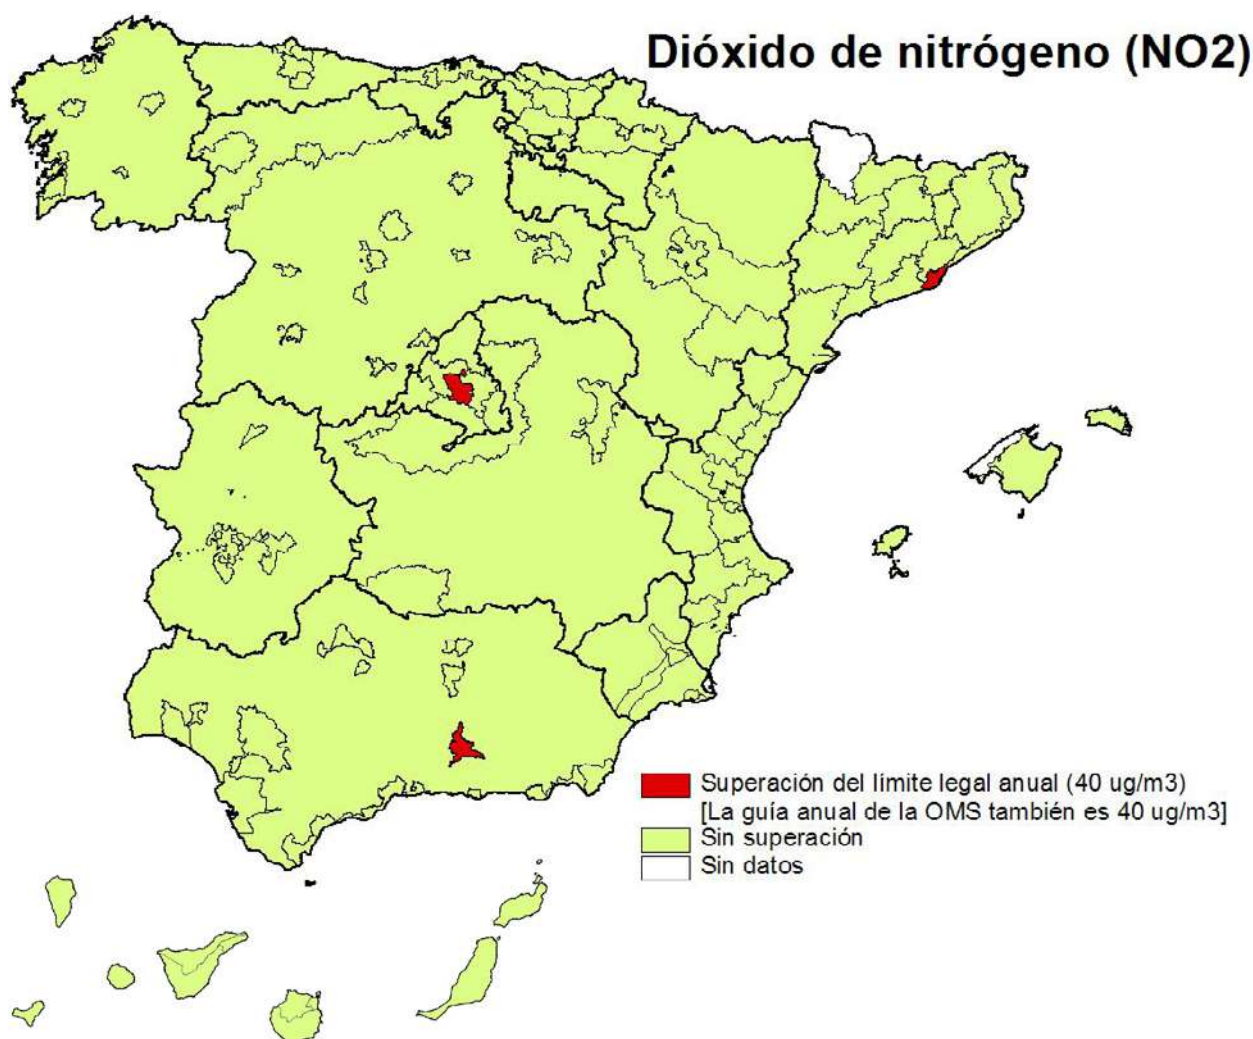 Dióxido de nitrógeno (NO2)
Superación del límite legal anual (40 ug/m3)
[La guía anual de la OMS también es 40 ug/m3]
Sin superación
Sin datos